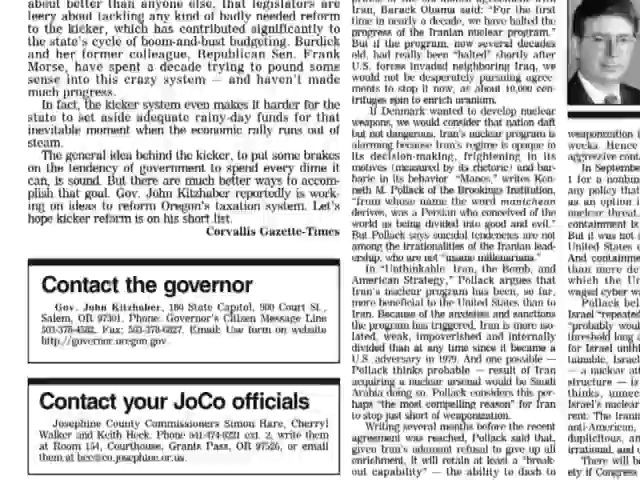 about better than anyone else, that legislators are
leery about tackling any kind of badly needed reform
to the kicker, which has contributed significantly to
the state's cycle of boom-and-bust budgeting. Burdick
and her former colleague, Republican Sen. Frank
Morse, have spent a decade trying to pound some
sense into this crazy system — and haven't made
much progress.
In fact, the kicker system even makes it harder for the
state to set aside adequate rainy-day funds for that
inevitable moment when the economic rally runs out of
steam.
The general idea behind the kicker, to put some brakes
on the tendency of government to spend every dime it
can, is sound. But there are much better ways to accom-
plish that goal. Gov. John Kitzhaber reportedly is work-
ing on ideas to reform Oregon's taxation system. Let's
hope kicker reform is on his short list.
Corvallis Gazette-Times
Contact the governor
Gov. John Kitzhaber, 160 State Capitol, 900 Court St.,
Salem, OR 97301. Phone: Governor's Citizen Message Line
503-378-4582. Fax: 503-378-6827. Email: Use form on website
http://governor.oregon.gov.
Contact your JoCo officials
Josephine County Commissioners Simon Hare, Cherryl
Walker and Keith Heck. Phone 541-474-5221 ext. 2, write them
at Room 154, Courthouse, Grants Pass, OR 97526, or email
them at bcc@co.josephine.or.us.
Iran, Barack Obama said: "For the first
time in nearly a decade, we have halted the
progress of the Iranian nuclear program."
But if the program, now several decades
old, had really been "halted" shortly after
U.S. forces invaded neighboring Iraq, we
would not be desperately pursuing agree-
ments to stop it now, as about 10,000 cen-
trifuges spin to enrich uranium.
If Denmark wanted to develop nuclear
weapons, we would consider that nation daft
but not dangerous. Iran's nuclear program is
alarming because Iran's regime is opaque in
its decision-making, frightening in its
motives (measured by its rhetoric) and bar-
baric in its behavior. "Manes," writes Ken-
neth M. Pollack of the Brookings Institution,
"from whose name the word manichean
derives, was a Persian who conceived of the
world as being divided into good and evil."
But Pollack says suicidal tendencies are not
among the irrationalities of the Iranian lead-
ership, who are not "insane millenarians."
In "Unthinkable: Iran, the Bomb, and
American Strategy," Pollack argues that
Iran's nuclear program has been, so far,
more beneficial to the United States than to
Iran. Because of the anxieties and sanctions
the program has triggered, Iran is more iso-
lated, weak, impoverished and internally
divided than at any time since it became a
U.S. adversary in 1979. And one possible —
Pollack thinks probable — result of Iran
acquiring a nuclear arsenal would be Saudi
Arabia doing so. Pollack considers this per-
haps "the most compelling reason" for Iran
to stop just short of weaponization.
Writing several months before the recent
agreement was reached, Pollack said that,
given Iran's adamant refusal to give up all
enrichment, it will retain at least a "break-
out capability" — the ability to dash to
weaponization
weeks. Hence
aggressive cont
In September
1 for a nonbin
any policy that
as an option i
nuclear threat.
containment is
But it was not
United States c
And containme
than more de
which the Un
waged cyber wa
Pollack bel
Israel "repeated
"probably woul
threshold long a
for Israel unlik
tainable, Israel'
— a nuclear at
structure — is
thinks, unnec
Israel's nuclear
rent. The Irani
anti-American,
duplicitous, an
irrational, and
There will b
ety if Congress